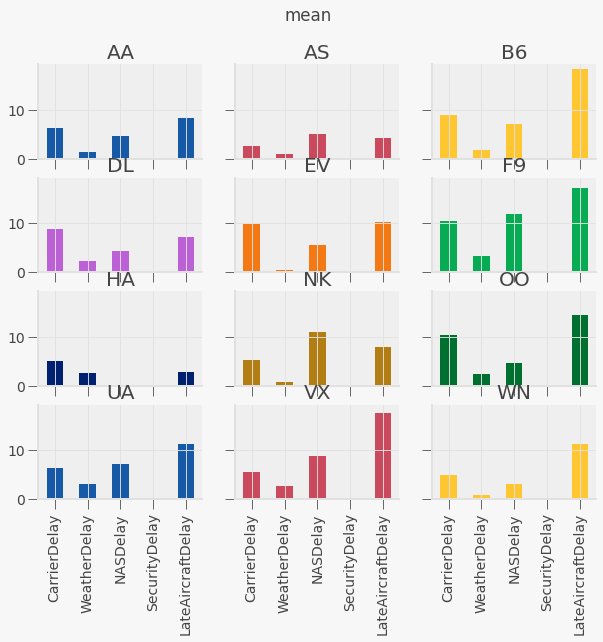 mean
AA AS B6
10
0
DL EV F9
10
0
HA NK OO
10
0
UA VX WN
10
0
CarrierDelay WeatherDelay NASDelay SecurityDelay LateAircraftDelay CarrierDelay WeatherDelay NASDelay SecurityDelay LateAircraftDelay CarrierDelay WeatherDelay NASDelay SecurityDelay LateAircraftDelay